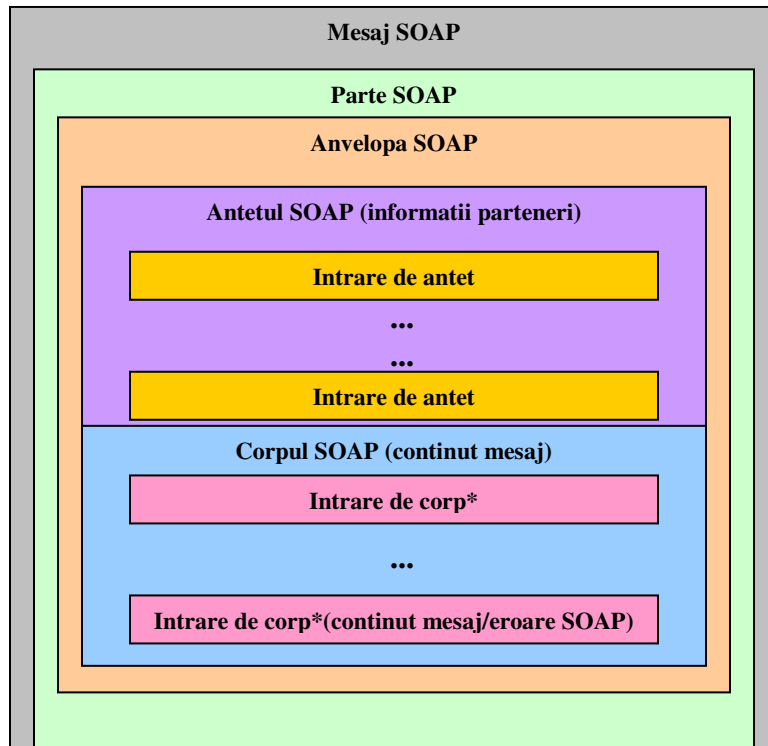 Mesaj SOAP
Parte SOAP
Anvelopa SOAP
Antetul SOAP (informatii parteneri)
Intrare de antet
...
...
Intrare de antet
Corpul SOAP (continut mesaj)
Intrare de corp*
...
Intrare de corp*(continut mesaj/eroare SOAP)